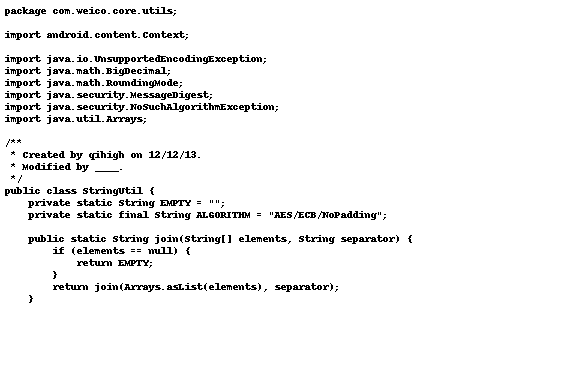 package com.weico.core.utils;

import android.content.Context;

import java.io.UnsupportedEncodingException;
import java.math.BigDecimal;
import java.math.RoundingMode;
import java.security.MessageDigest;
import java.security.NoSuchAlgorithmException;
import java.util.Arrays;

/**
 * Created by qihigh on 12/12/13.
 * Modified by ____.
 */
public class StringUtil {
    private static String EMPTY = "";
    private static final String ALGORITHM = "AES/ECB/NoPadding";

    public static String join(String[] elements, String separator) {
        if (elements == null) {
            return EMPTY;
        }
        return join(Arrays.asList(elements), separator);
    }